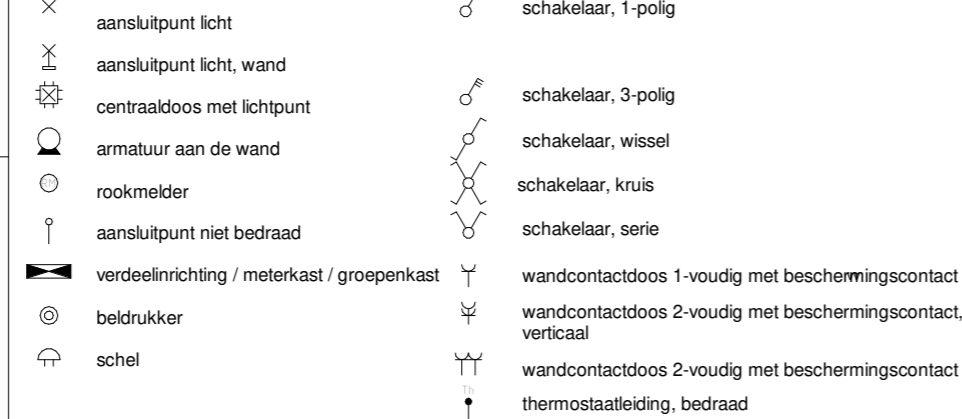 aansluitpunt licht
aansluitpunt licht, wand
centraaldoos met lichtpunt
armatuur aan de wand
RM
rookmelder
aansluitpunt niet bedraad
verdeelinrichting / meterkast / groepenkast
beldrukker
schel
schakelaar, 1-polig
schakelaar, 3-polig
schakelaar, wissel
schakelaar, kruis
schakelaar, serie
wandcontactdoos 1-voudig met beschermingscontact
wandcontactdoos 2-voudig met beschermingscontact,
verticaal
wandcontactdoos 2-voudig met beschermingscontact
Th
thermostaatleiding, bedraad